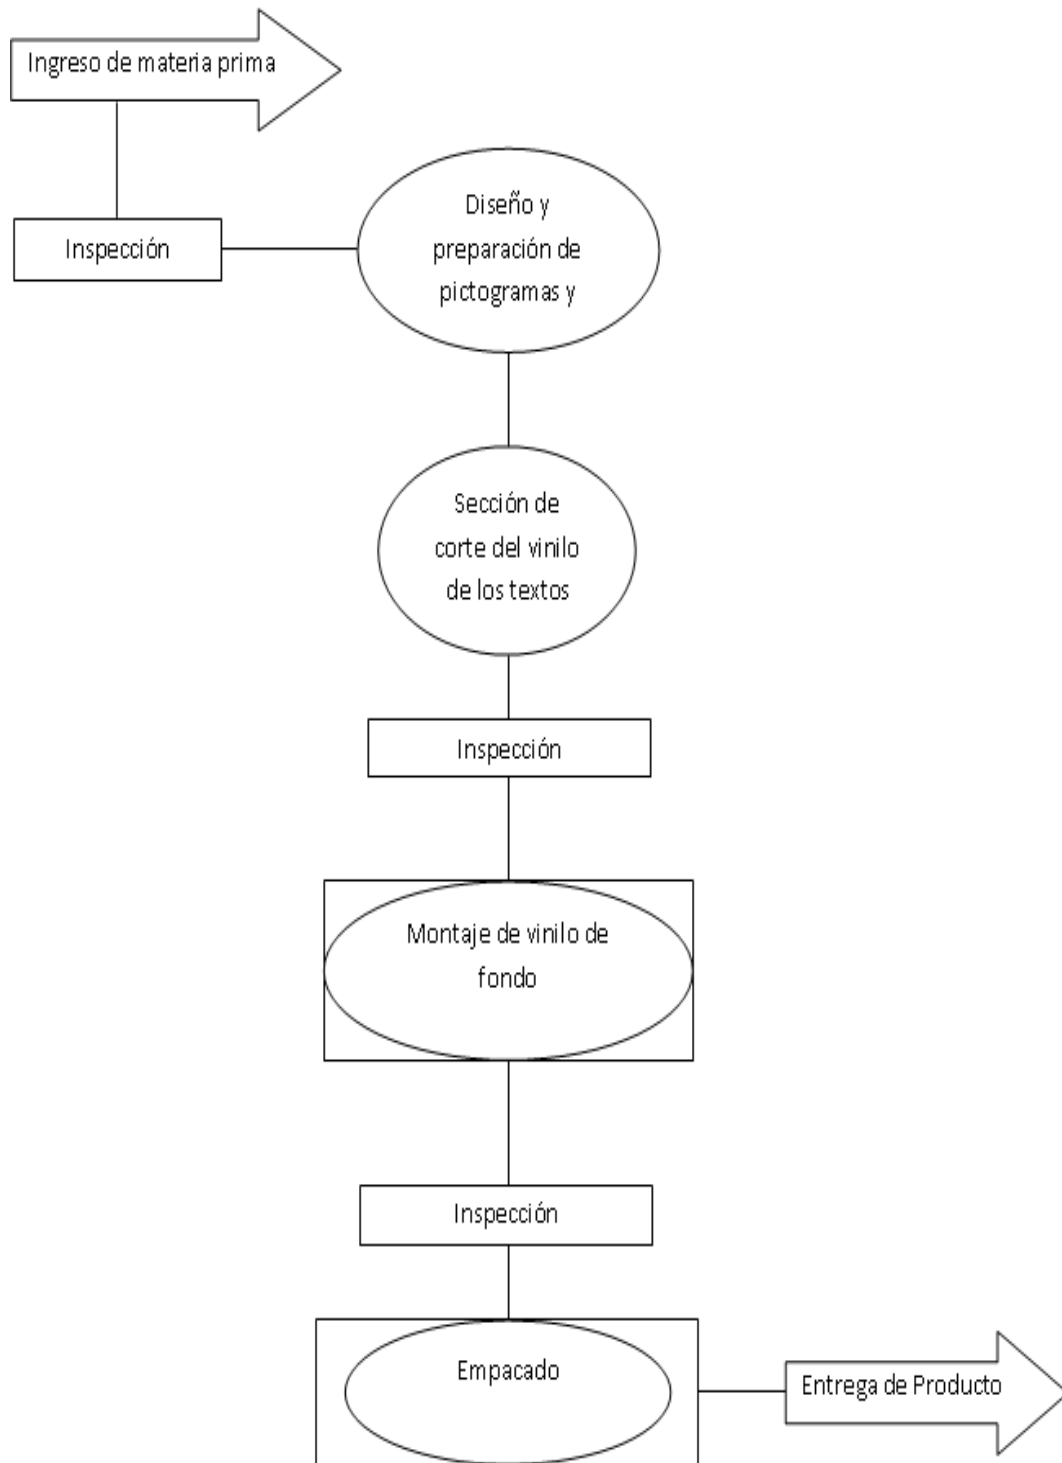 Ingreso de materia prima
Inspección
Diseño y
preparación de
pictogramas y
Sección de
corte del vinilo
de los textos
Inspección
Montaje de vinilo de
fondo
Inspección
Empacado
Entrega de Producto